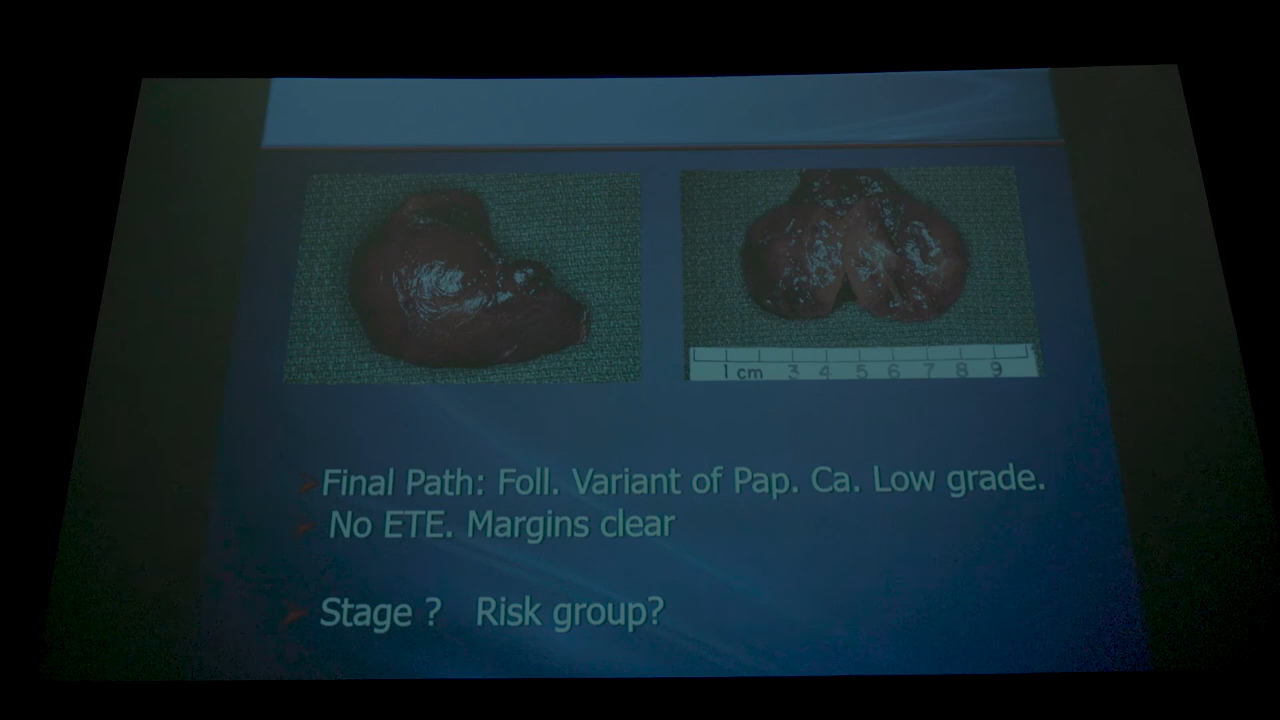 1 cm 3 4 5 6 7 8 9
Final Path: Foll. Variant of Pap. Ca. Low grade.
No ETE. Margins clear
Stage ? Risk group?